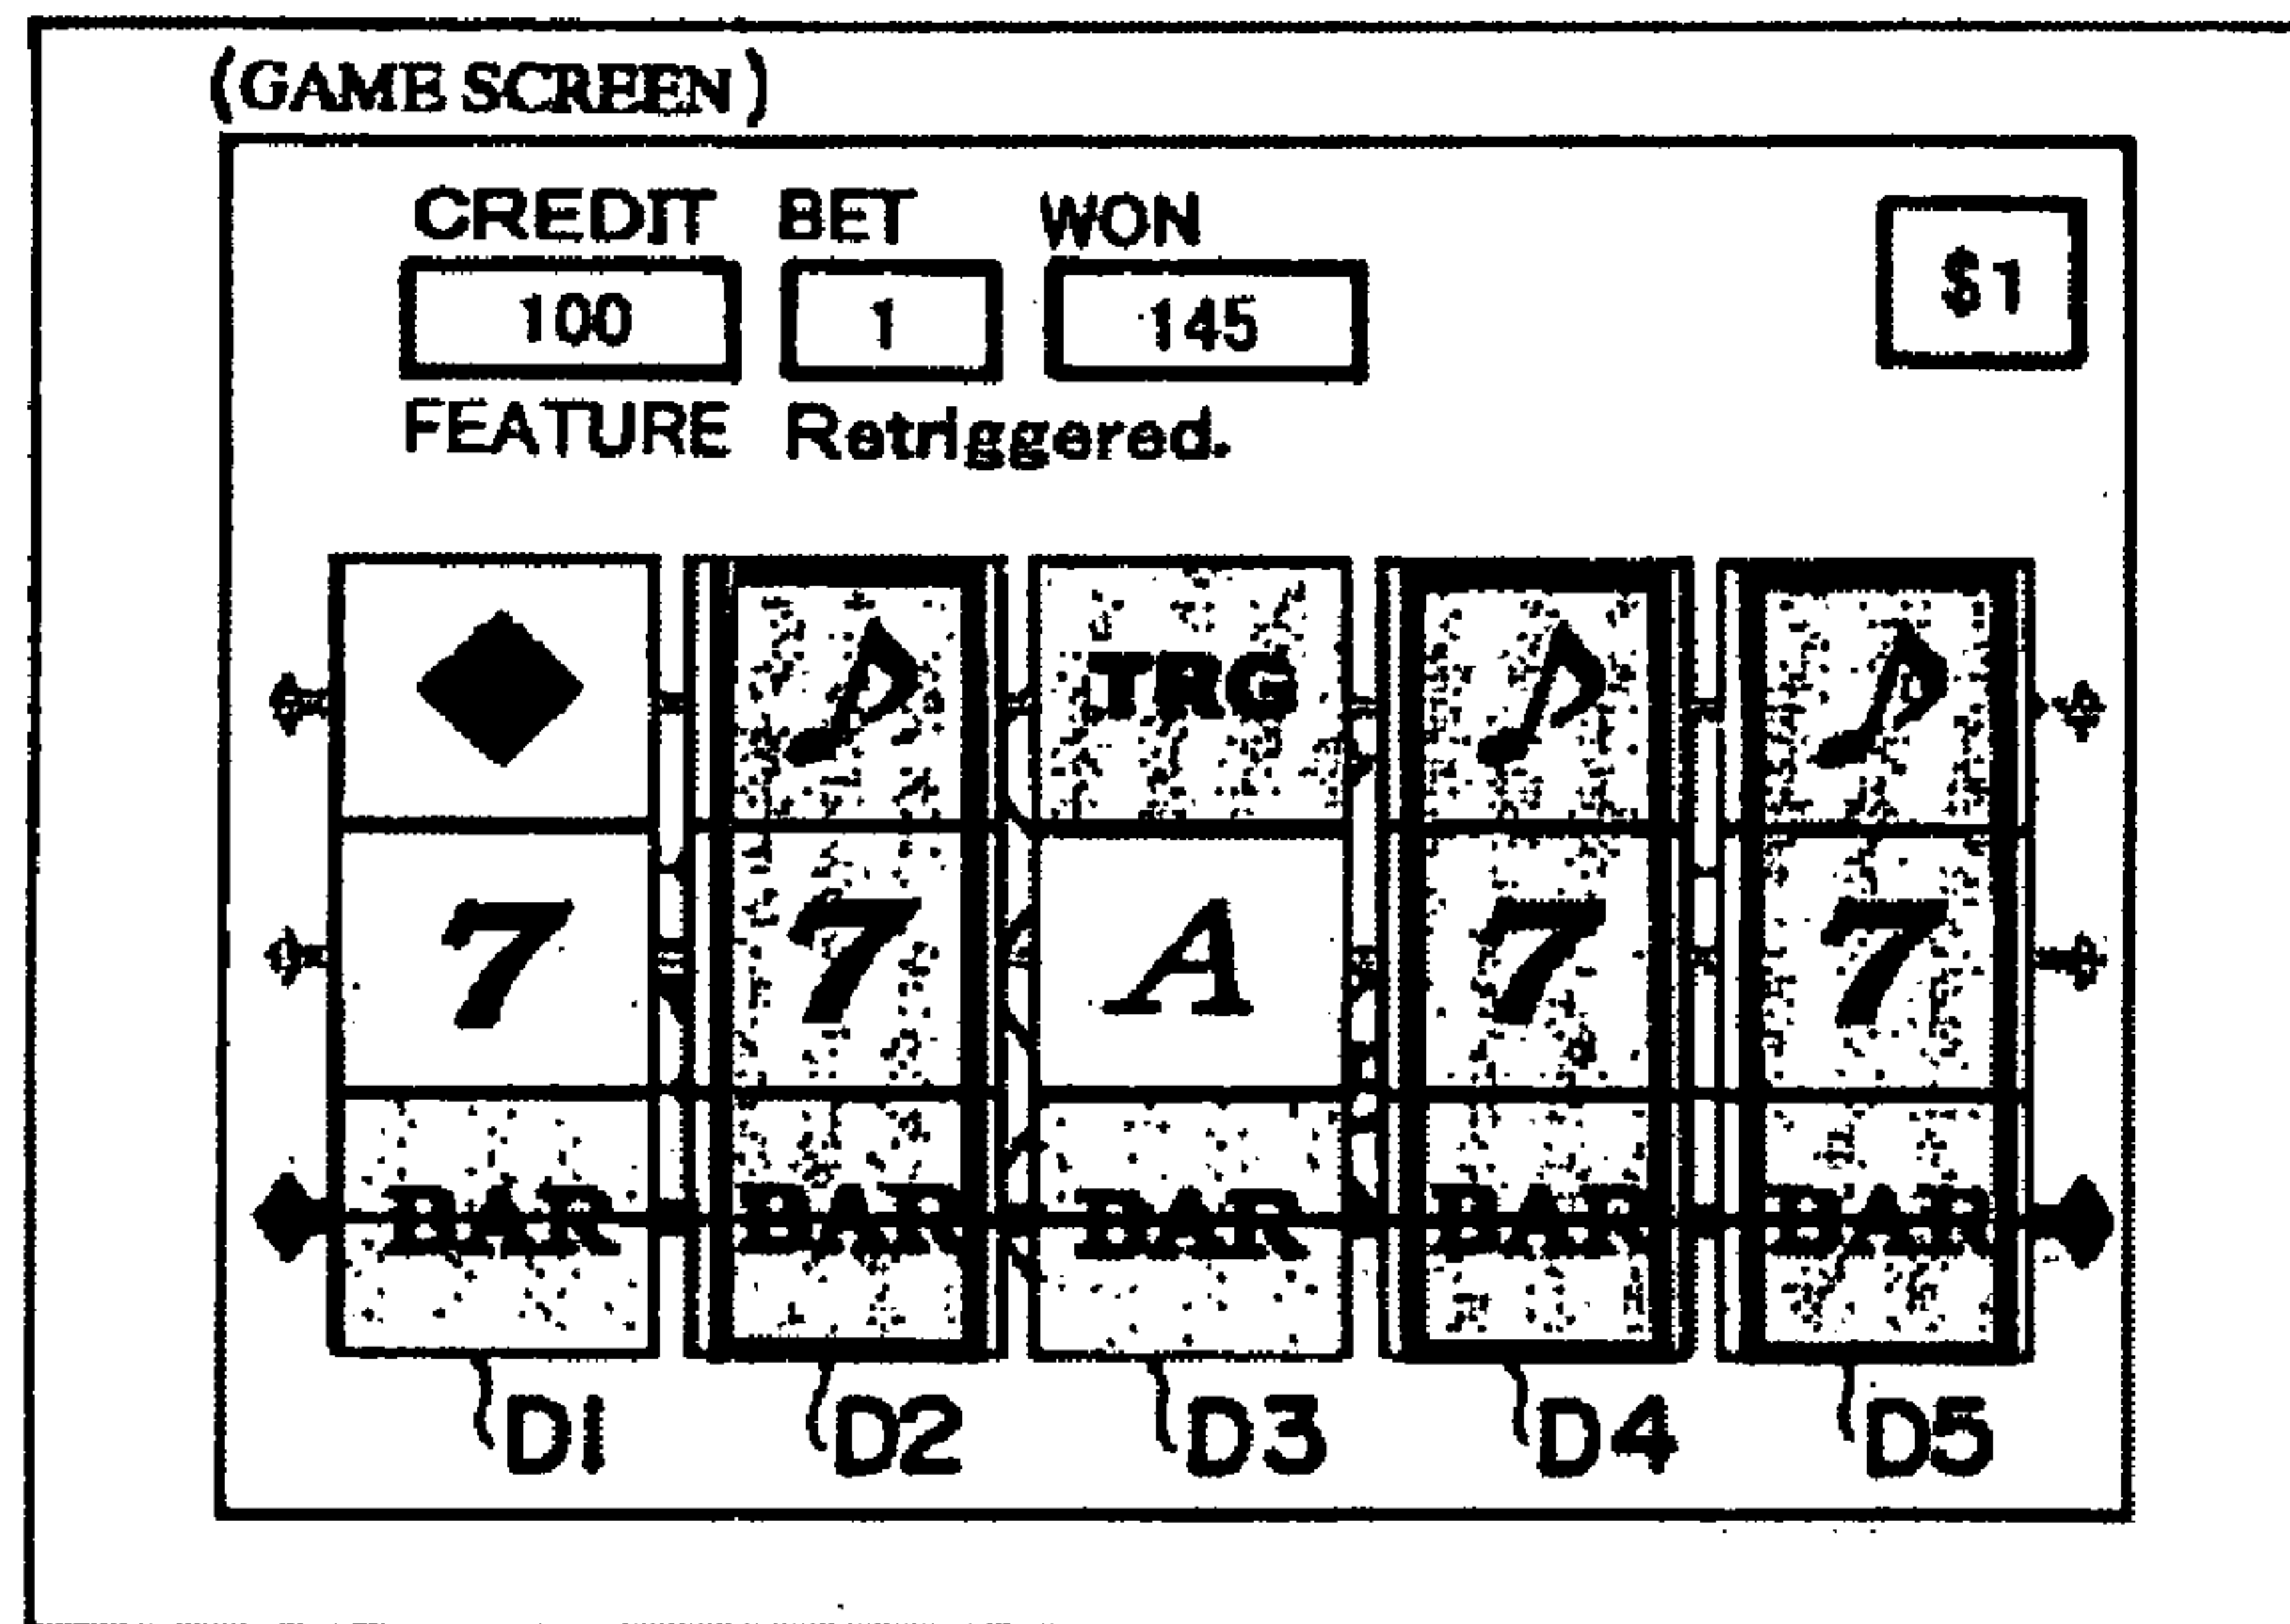 (GAME SCREEN)
CREDIT BET WON
100 1 145 $1
FEATURE Retriggered.
TRG
7 7 A 7 7
BAR BAR BAR BAR BAR
D1 D2 D3 D4 D5